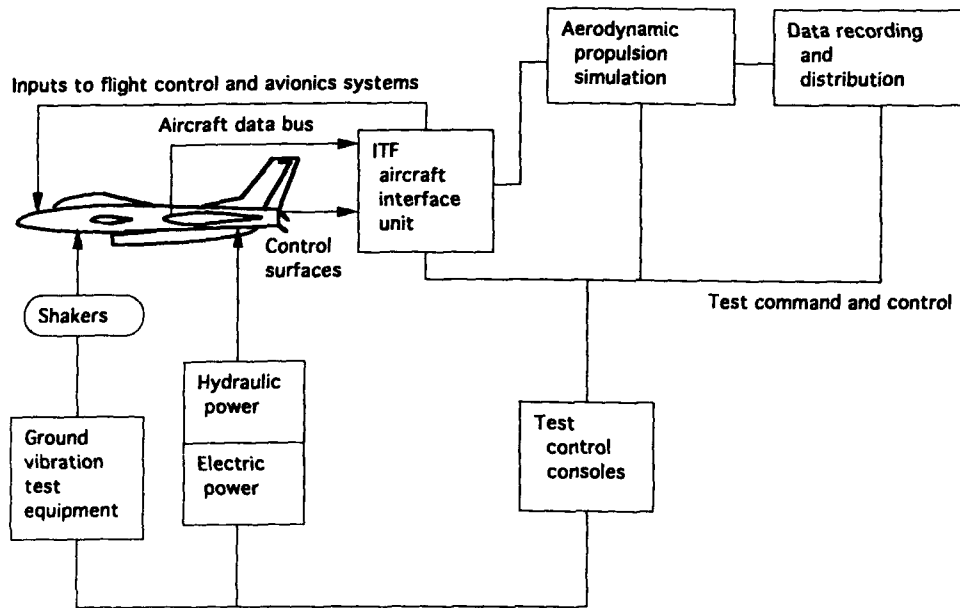 Aerodynamic
propulsion
simulation
Data recording
and
distribution
Inputs to flight control and avionics systems
Aircraft data bus
ITF
aircraft
interface
unit
Control
surfaces
Test command and control
Shakers
Hydraulic
power
Electric
power
Ground
vibration
test
equipment
Test
control
consoles